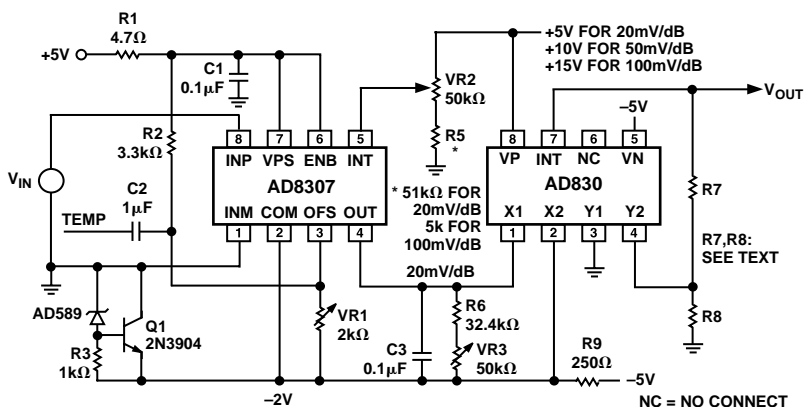 R1
4.7Ω
+5V
C1
0.1μF
R2
3.3kΩ
VR2
50kΩ
R5
*
+5V FOR 20mV/dB
+10V FOR 50mV/dB
+15V FOR 100mV/dB
VOUT
–5V
8 7 6 5
INP VPS ENB INT
AD8307
INM COM OFS OUT
1 2 3 4
8 7 6 5
VP INT NC VN
AD830
X1 X2 Y1 Y2
1 2 3 4
VIN
C2
1μF
TEMP
* 51kΩ FOR
20mV/dB
5k FOR
100mV/dB
R7
R7,R8:
SEE TEXT
R8
20mV/dB
AD589
Q1
2N3904
R3
1kΩ
VR1
2kΩ
C3
0.1μF
R6
32.4kΩ
VR3
50kΩ
R9
250Ω
–5V
–2V
NC = NO CONNECT